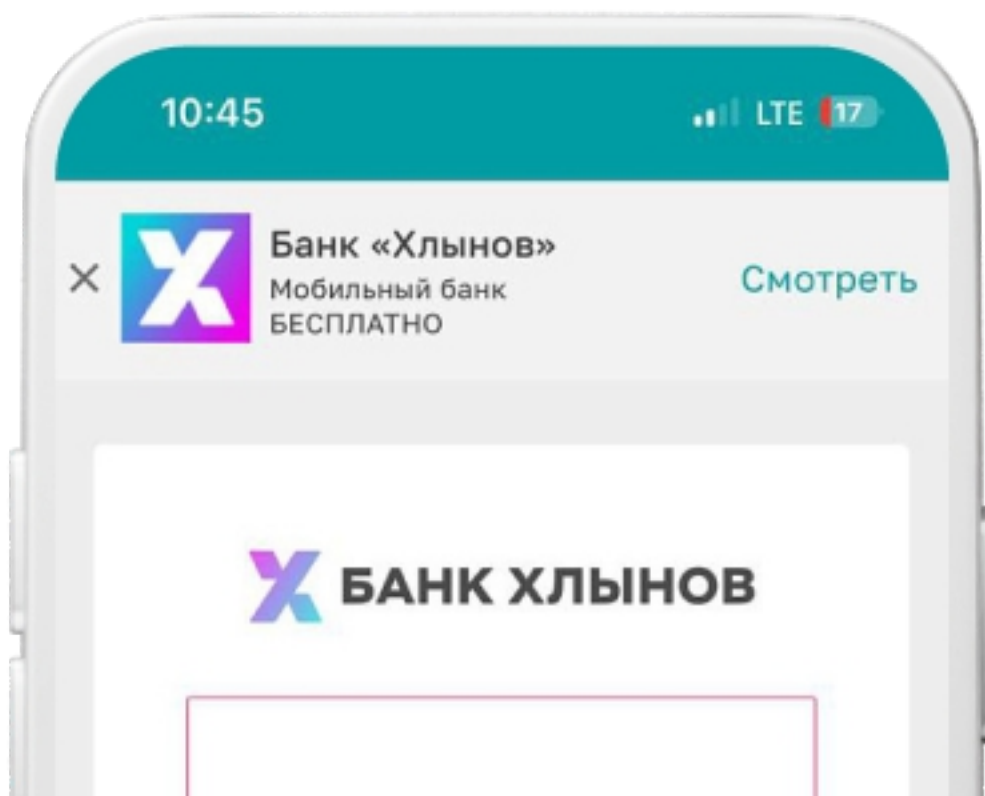 10:45 LTE 17
Банк «Хлынов»
Мобильный банк
БЕСПЛАТНО
Смотреть
БАНК ХЛЫНОВ